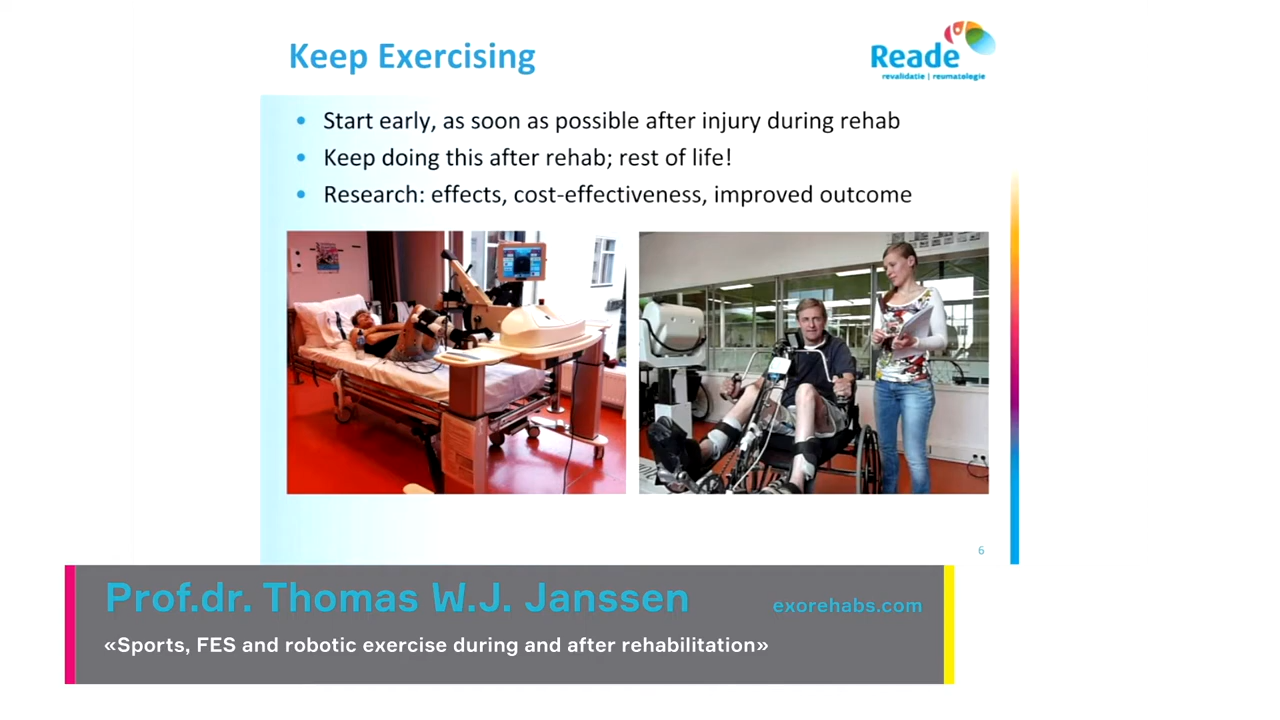 Keep Exercising
Reade
revalidatie | reumatologie
• Start early, as soon as possible after injury during rehab
• Keep doing this after rehab; rest of life!
• Research: effects, cost-effectiveness, improved outcome
6
Prof.dr. Thomas W.J. Janssen
exorehabs.com
«Sports, FES and robotic exercise during and after rehabilitation»